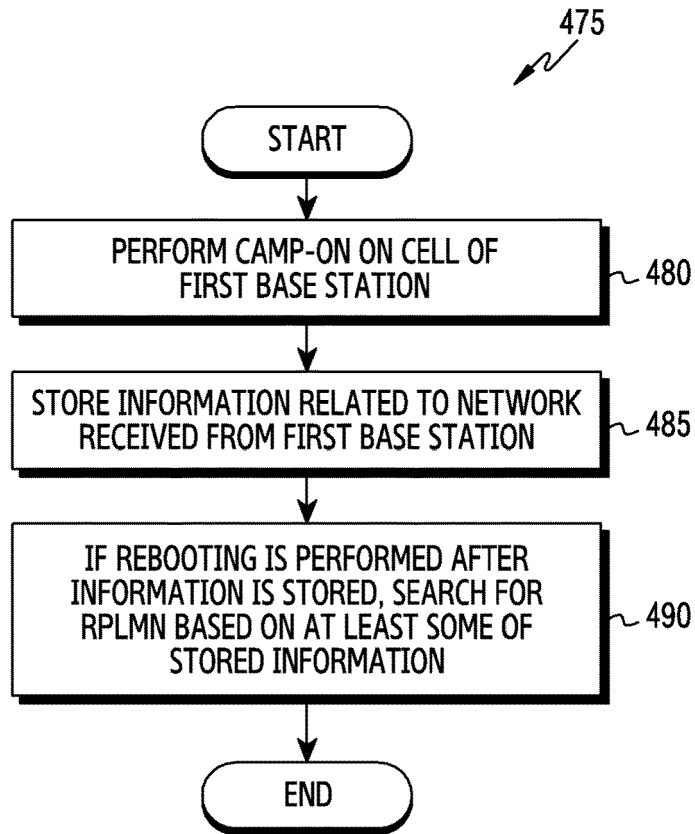 475
START
PERFORM CAMP-ON ON CELL OF
FIRST BASE STATION
480
STORE INFORMATION RELATED TO NETWORK
RECEIVED FROM FIRST BASE STATION
485
IF REBOOTING IS PERFORMED AFTER
INFORMATION IS STORED, SEARCH FOR
RPLMN BASED ON AT LEAST SOME OF
STORED INFORMATION
490
END